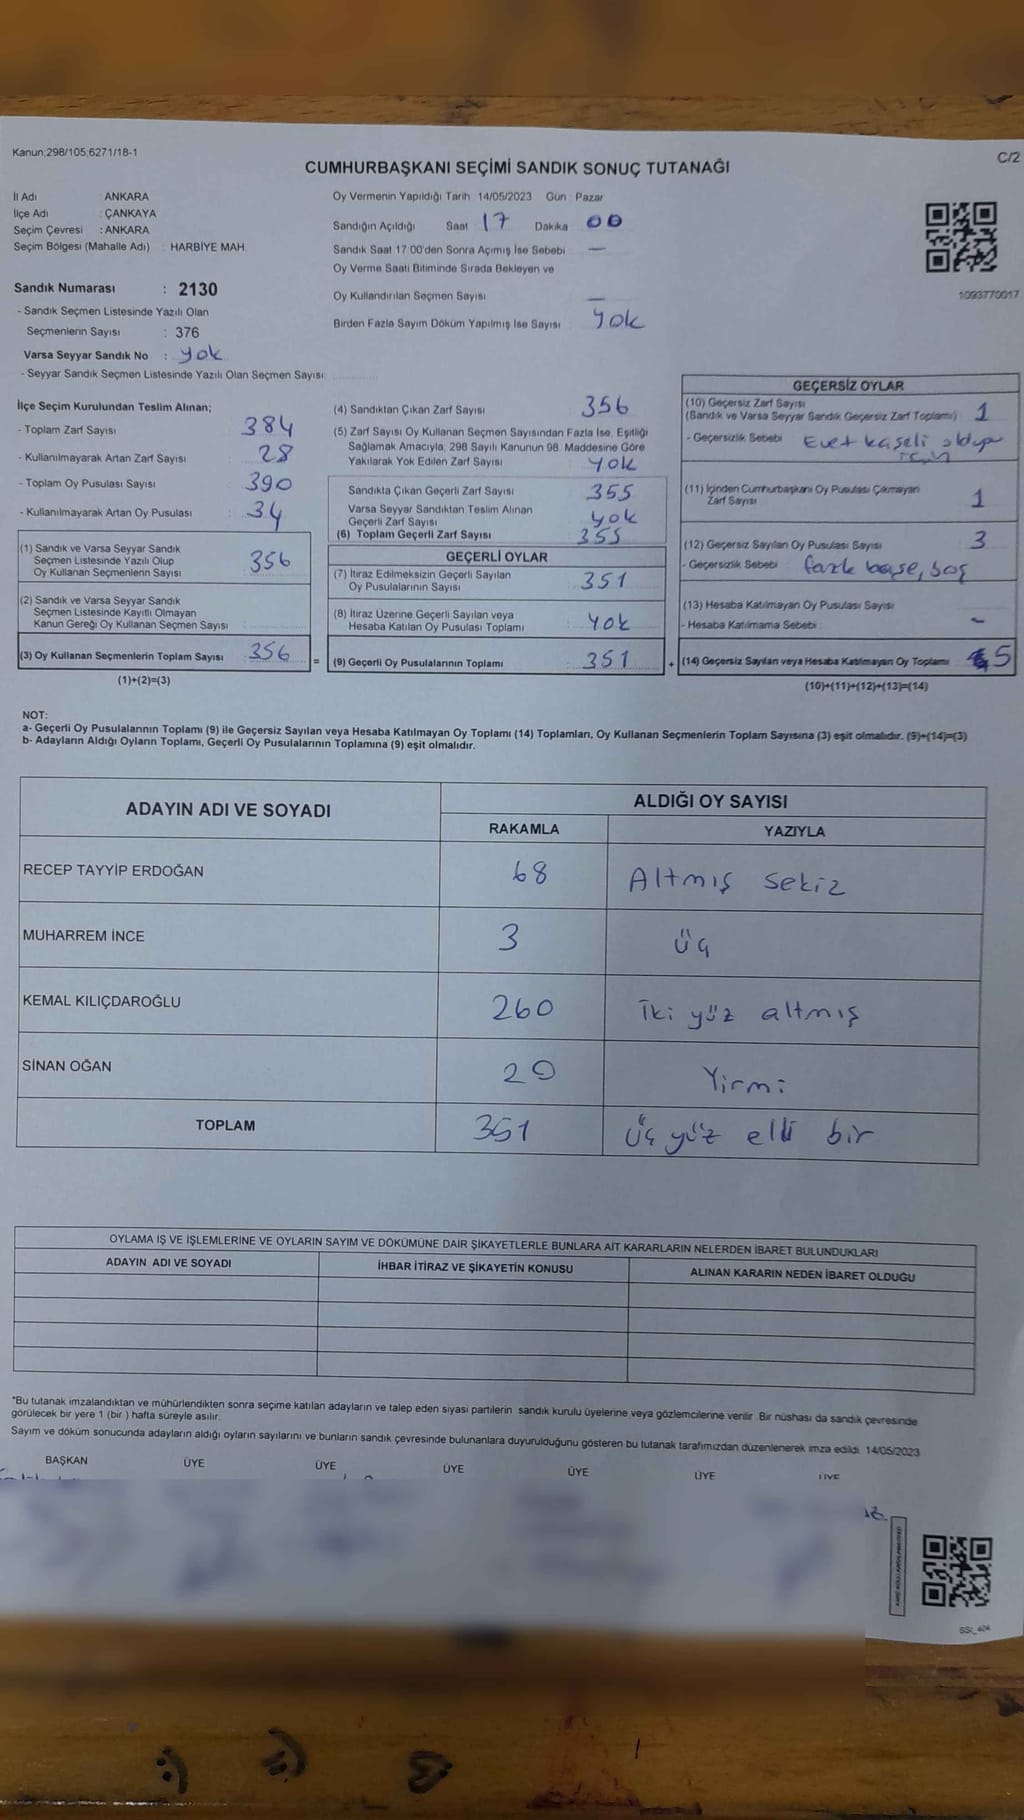 Kanun;298/105,6271/18-1
C/2
CUMHURBAŞKANI SEÇİMİ SANDIK SONUÇ TUTANAĞI
İl Adı : ANKARA
İlçe Adı : ÇANKAYA
Seçim Çevresi : ANKARA
Seçim Bölgesi (Mahalle Adı) : HARBİYE MAH.
Sandık Numarası : 2130
- Sandık Seçmen Listesinde Yazılı Olan
Seçmenlerin Sayısı : 376
Varsa Seyyar Sandık No : yok
- Seyyar Sandık Seçmen Listesinde Yazılı Olan Seçmen Sayısı:
Oy Vermenin Yapıldığı Tarih : 14/05/2023 Gün : Pazar
Sandığın Açıldığı Saat 17 Dakika 00
Sandık Saat 17:00'den Sonra Açımış İse Sebebi : —
Oy Verme Saati Bitiminde Sırada Bekleyen ve
Oy Kullandırılan Seçmen Sayısı : —
Birden Fazla Sayım Döküm Yapılmış İse Sayısı : yok
1093770017
İlçe Seçim Kurulundan Teslim Alınan;
- Toplam Zarf Sayısı : 384
- Kullanılmayarak Artan Zarf Sayısı : 28
- Toplam Oy Pusulası Sayısı : 390
- Kullanılmayarak Artan Oy Pusulası : 34
(1) Sandık ve Varsa Seyyar Sandık
Seçmen Listesinde Yazılı Olup
Oy Kullanan Seçmenlerin Sayısı : 356
(2) Sandık ve Varsa Seyyar Sandık
Seçmen Listesinde Kayıtlı Olmayan
Kanun Gereği Oy Kullanan Seçmen Sayısı :
(3) Oy Kullanan Seçmenlerin Toplam Sayısı : 356 =
(1)+(2)=(3)
(4) Sandıktan Çıkan Zarf Sayısı : 356
(5) Zarf Sayısı Oy Kullanan Seçmen Sayısından Fazla İse, Eşitliği
Sağlamak Amacıyla; 298 Sayılı Kanunun 98. Maddesine Göre
Yakılarak Yok Edilen Zarf Sayısı : yok
Sandıkta Çıkan Geçerli Zarf Sayısı : 355
Varsa Seyyar Sandıktan Teslim Alınan
Geçerli Zarf Sayısı : yok
(6) Toplam Geçerli Zarf Sayısı : 355
GEÇERLİ OYLAR
(7) İtiraz Edilmeksizin Geçerli Sayılan
Oy Pusulalarının Sayısı : 351
(8) İtiraz Üzerine Geçerli Sayılan veya
Hesaba Katılan Oy Pusulası Toplamı : yok
(9) Geçerli Oy Pusulalarının Toplamı : 351 +
GEÇERSİZ OYLAR
(10) Geçersiz Zarf Sayısı
(Sandık ve Varsa Seyyar Sandık Geçersiz Zarf Toplamı) : 1
- Geçersizlik Sebebi : Evet kaşeli
(11) İçinden Cumhurbaşkanı Oy Pusulası Çıkmayan
Zarf Sayısı : 1
(12) Geçersiz Sayılan Oy Pusulası Sayısı : 3
- Geçersizlik Sebebi : fazla boş
(13) Hesaba Katılmayan Oy Pusulası Sayısı :
- Hesaba Katılmama Sebebi : -
(14) Geçersiz Sayılan veya Hesaba Katılmayan Oy Toplamı : 5
(10)+(11)+(12)+(13)=(14)
NOT:
a- Geçerli Oy Pusulalarının Toplamı (9) ile Geçersiz Sayılan veya Hesaba Katılmayan Oy Toplamı (14) Toplamları, Oy Kullanan Seçmenlerin Toplam Sayısına (3) eşit olmalıdır. (9)+(14)=(3)
b- Adayların Aldığı Oyların Toplamı, Geçerli Oy Pusulalarının Toplamına (9) eşit olmalıdır.
ADAYIN ADI VE SOYADI
ALDIĞI OY SAYISI
RAKAMLA YAZIYLA
RECEP TAYYİP ERDOĞAN 68 Altmış sekiz
MUHARREM İNCE 3 üç
KEMAL KILIÇDAROĞLU 260 İki yüz altmış
SİNAN OĞAN 20 Yirmi
TOPLAM 351 Üç yüz elli bir
OYLAMA İŞ VE İŞLEMLERİNE VE OYLARIN SAYIM VE DÖKÜMÜNE DAİR ŞİKAYETLERLE BUNLARA AİT KARARLARIN NELERDEN İBARET BULUNDUKLARI
ADAYIN ADI VE SOYADI İHBAR İTİRAZ VE ŞİKAYETİN KONUSU ALINAN KARARIN NEDEN İBARET OLDUĞU
*Bu tutanak imzalandıktan ve mühürlendikten sonra seçime katılan adayların ve talep eden siyasi partilerin sandık kurulu üyelerine veya gözlemcilerine verilir. Bir nüshası da sandık çevresinde
görülecek bir yere 1 (bir ) hafta süreyle asılır.
Sayım ve döküm sonucunda adayların aldığı oyların sayılarını ve bunların sandık çevresinde bulunanlara duyurulduğunu gösteren bu tutanak tarafımızdan düzenlenerek imza edildi. 14/05/2023
BAŞKAN ÜYE ÜYE ÜYE ÜYE ÜYE ÜYE